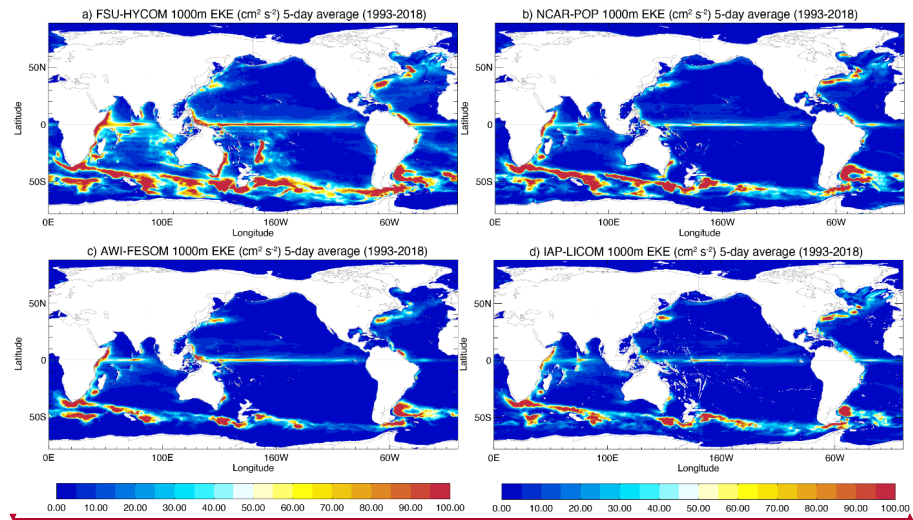 a) FSU-HYCOM 1000m EKE (cm² s⁻²) 5-day average (1993-2018)
50N
0
50S
Latitude
0E 100E 160W 60W
Longitude
b) NCAR-POP 1000m EKE (cm² s⁻²) 5-day average (1993-2018)
50N
0
50S
Latitude
0E 100E 160W 60W
Longitude
c) AWI-FESOM 1000m EKE (cm² s⁻²) 5-day average (1993-2018)
50N
0
50S
Latitude
0E 100E 160W 60W
Longitude
d) IAP-LICOM 1000m EKE (cm² s⁻²) 5-day average (1993-2018)
50N
0
50S
Latitude
0E 100E 160W 60W
Longitude
0.00 10.00 20.00 30.00 40.00 50.00 60.00 70.00 80.00 90.00 100.00
0.00 10.00 20.00 30.00 40.00 50.00 60.00 70.00 80.00 90.00 100.00